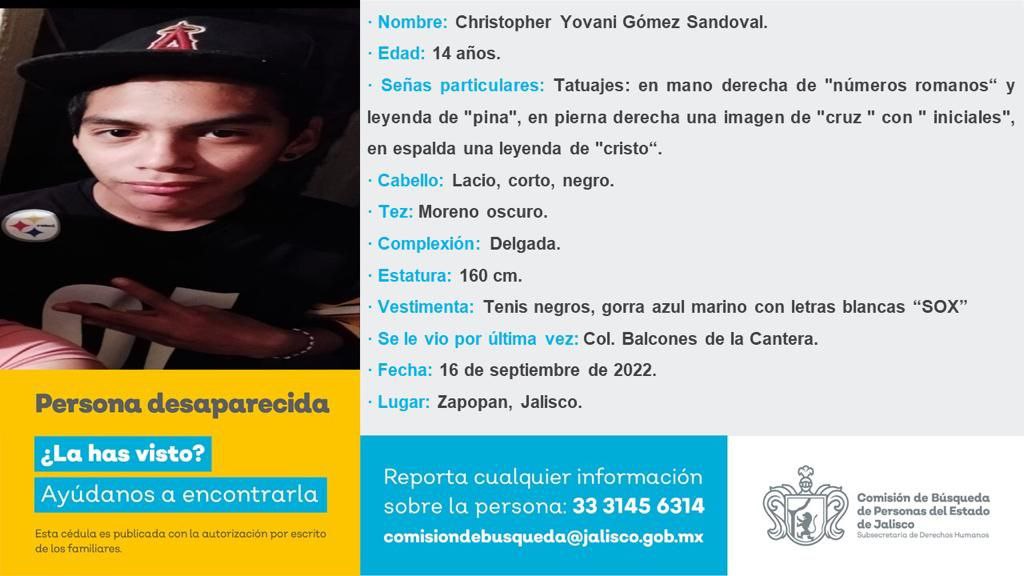 · Nombre: Christopher Yovani Gómez Sandoval.
· Edad: 14 años.
· Señas particulares: Tatuajes: en mano derecha de "números romanos“ y
leyenda de "pina", en pierna derecha una imagen de "cruz " con " iniciales",
en espalda una leyenda de "cristo“.
· Cabello: Lacio, corto, negro.
· Tez: Moreno oscuro.
· Complexión: Delgada.
· Estatura: 160 cm.
· Vestimenta: Tenis negros, gorra azul marino con letras blancas “SOX”
· Se le vio por última vez: Col. Balcones de la Cantera.
· Fecha: 16 de septiembre de 2022.
· Lugar: Zapopan, Jalisco.
Persona desaparecida
¿La has visto?
Ayúdanos a encontrarla
Esta cédula es publicada con la autorización por escrito
de los familiares.
Reporta cualquier información
sobre la persona: 33 3145 6314
comisiondebusqueda@jalisco.gob.mx
Comisión de Búsqueda
de Personas del Estado
de Jalisco
Subsecretaría de Derechos Humanos